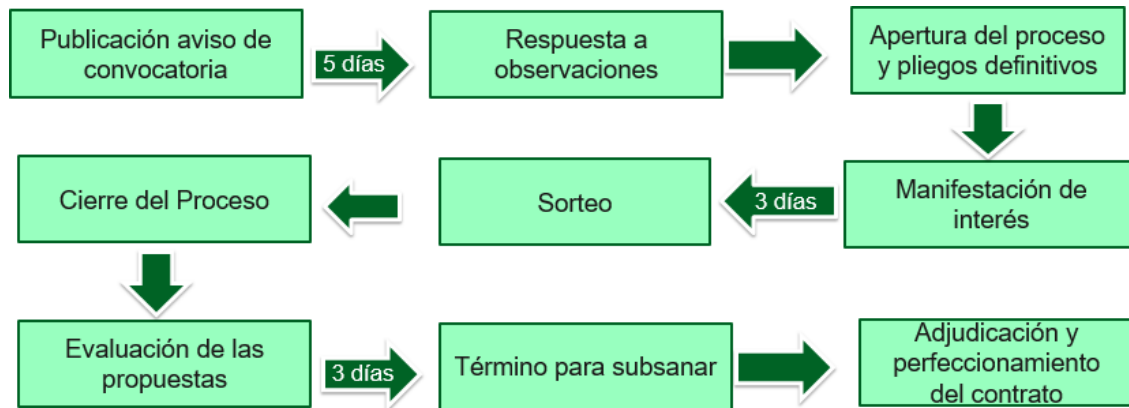 Publicación aviso de
convocatoria
5 días
Respuesta a
observaciones
Apertura del proceso
y pliegos definitivos
Manifestación de
interés
3 días
Sorteo
Cierre del Proceso
Evaluación de las
propuestas
3 días
Término para subsanar
Adjudicación y
perfeccionamiento
del contrato